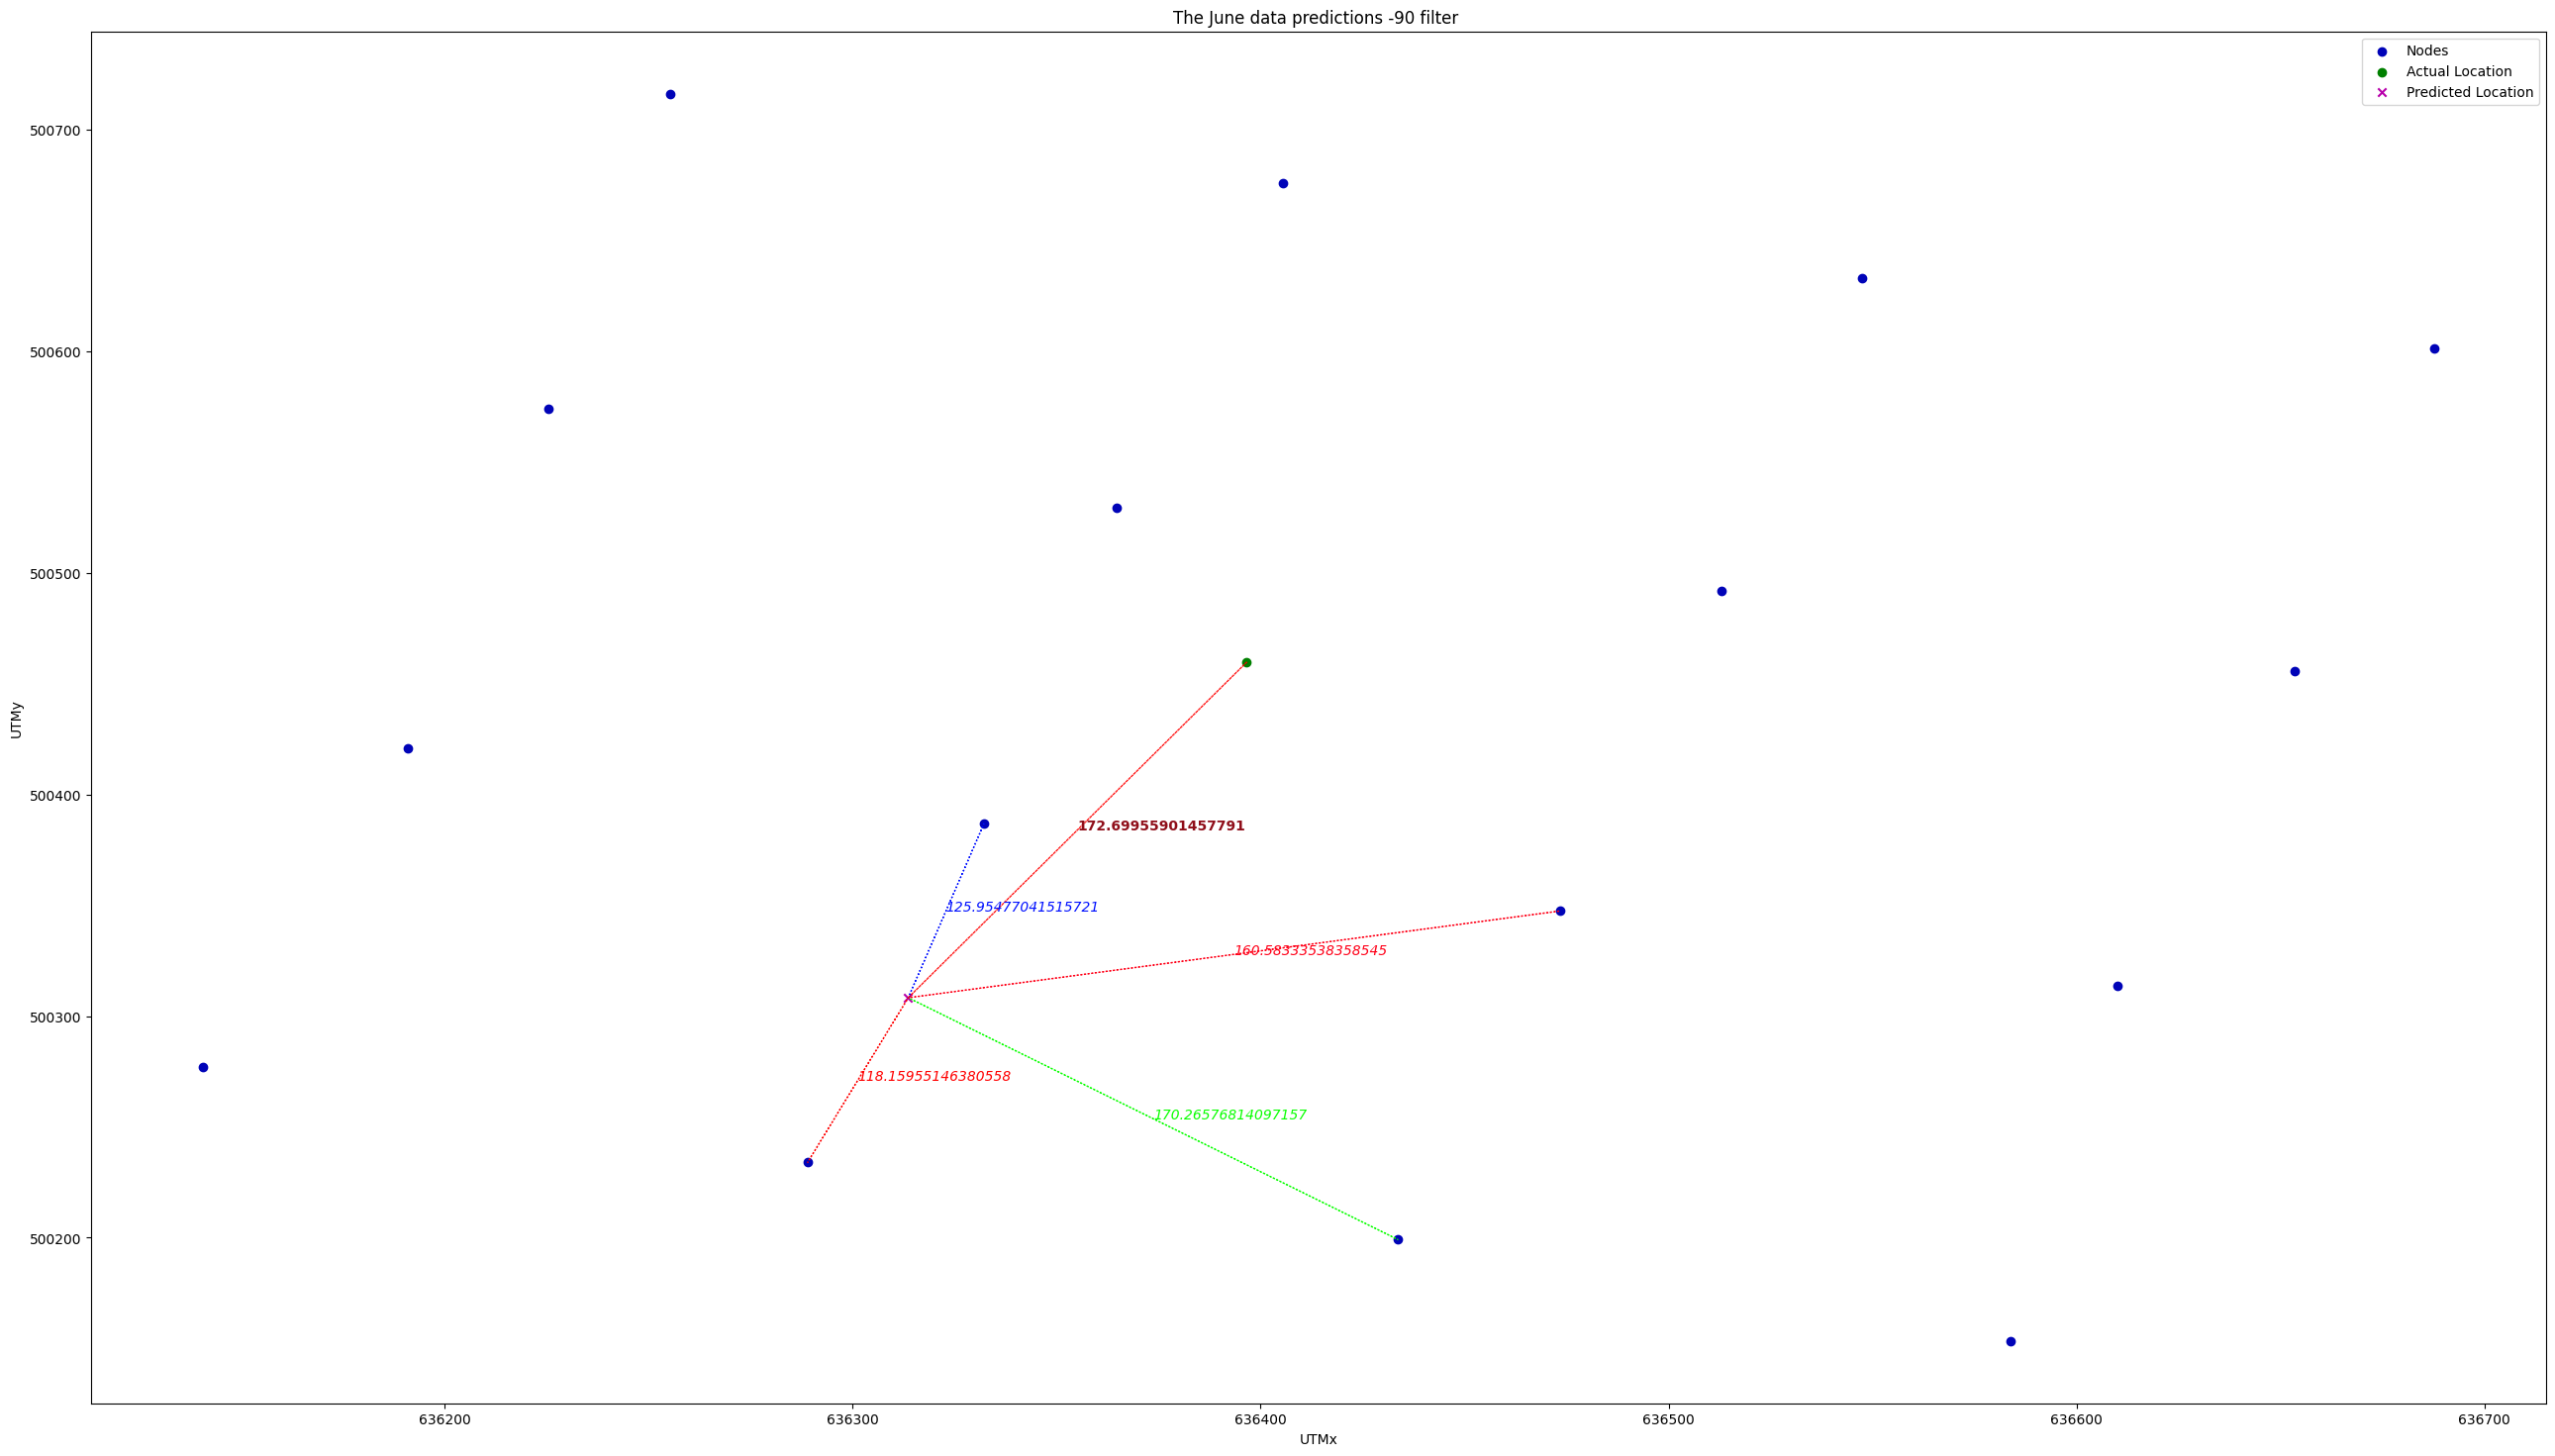 The June data predictions -90 filter
Nodes
Actual Location
Predicted Location
500700
500600
500500
500400
500300
500200
UTMy
172.69955901457791
125.95477041515721
160.58333538358545
118.15955146380558
170.26576814097157
636200
636300
636400
636500
636600
636700
UTMx